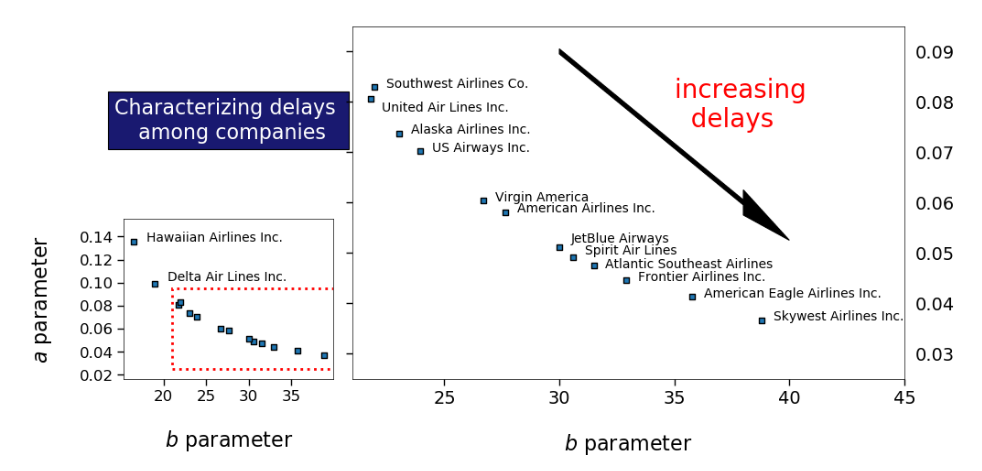 Characterizing delays
among companies
increasing
delays
Southwest Airlines Co.
United Air Lines Inc.
Alaska Airlines Inc.
US Airways Inc.
Virgin America
American Airlines Inc.
JetBlue Airways
Spirit Air Lines
Atlantic Southeast Airlines
Frontier Airlines Inc.
American Eagle Airlines Inc.
Skywest Airlines Inc.
0.09
0.08
0.07
0.06
0.05
0.04
0.03
25 30 35 40 45
b parameter
a parameter
0.14
0.12
0.10
0.08
0.06
0.04
0.02
Hawaiian Airlines Inc.
Delta Air Lines Inc.
20 25 30 35
b parameter